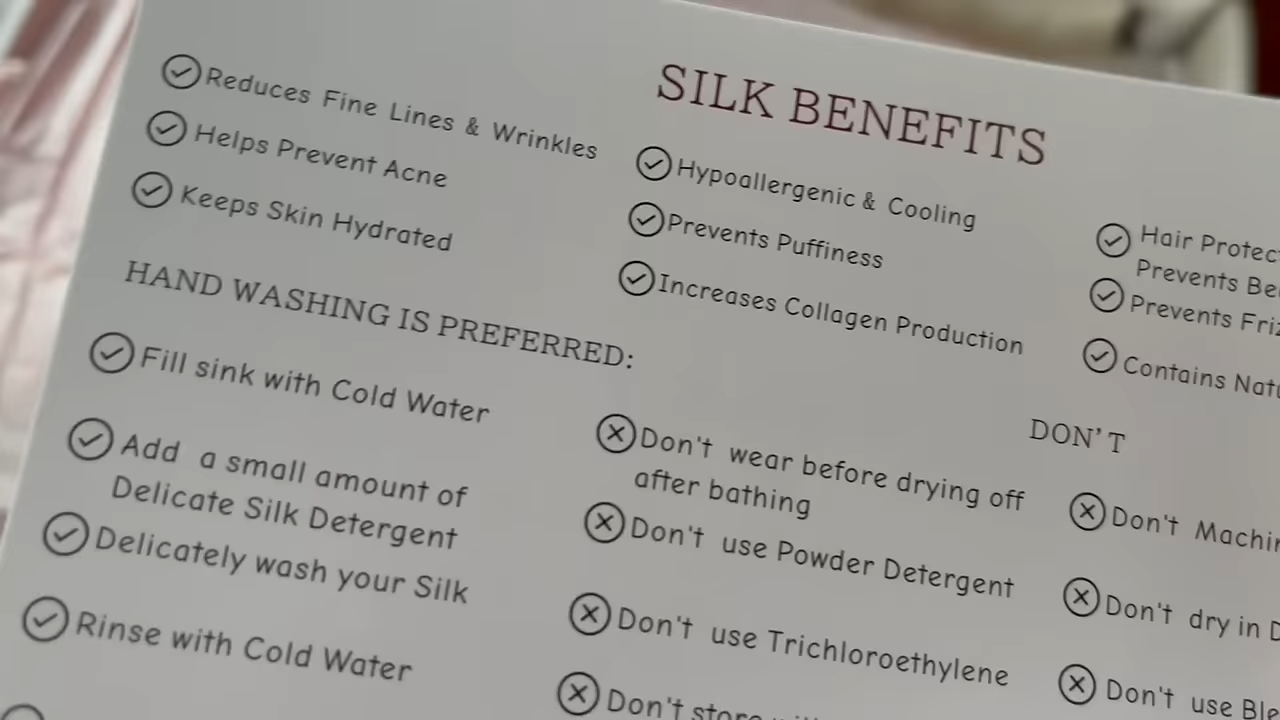 SILK BENEFITS
Reduces Fine Lines & Wrinkles
Helps Prevent Acne
Keeps Skin Hydrated
Hypoallergenic & Cooling
Prevents Puffiness
Increases Collagen Production
Hair
Prevents
Prevents
Contains
HAND WASHING IS PREFERRED:
Fill sink with Cold Water
Add a small amount of
Delicate Silk Detergent
Delicately wash your Silk
Rinse with Cold Water
DON'T
Don't wear before drying off
after bathing
Don't use Powder Detergent
Don't use Trichloroethylene
Don't store
Don't
Don't dry in
Don't use